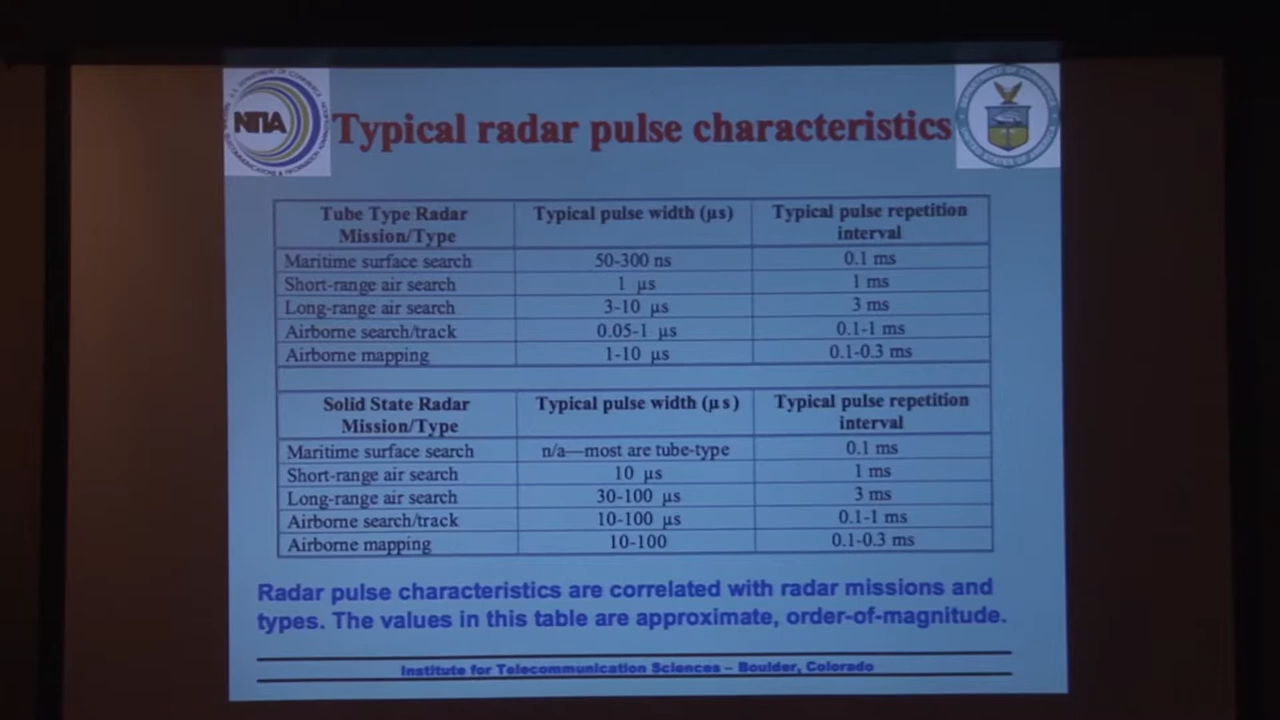 NTIA
Typical radar pulse characteristics
Tube Type Radar Mission/Type | Typical pulse width (µs) | Typical pulse repetition interval
Maritime surface search | 50-300 ns | 0.1 ms
Short-range air search | 1 µs | 1 ms
Long-range air search | 3-10 µs | 3 ms
Airborne search/track | 0.05-1 µs | 0.1-1 ms
Airborne mapping | 1-10 µs | 0.1-0.3 ms
Solid State Radar Mission/Type | Typical pulse width (µs) | Typical pulse repetition interval
Maritime surface search | n/a—most are tube-type | 0.1 ms
Short-range air search | 10 µs | 1 ms
Long-range air search | 30-100 µs | 3 ms
Airborne search/track | 10-100 µs | 0.1-1 ms
Airborne mapping | 10-100 | 0.1-0.3 ms
Radar pulse characteristics are correlated with radar missions and
types. The values in this table are approximate, order-of-magnitude.
Institute for Telecommunication Sciences – Boulder, Colorado